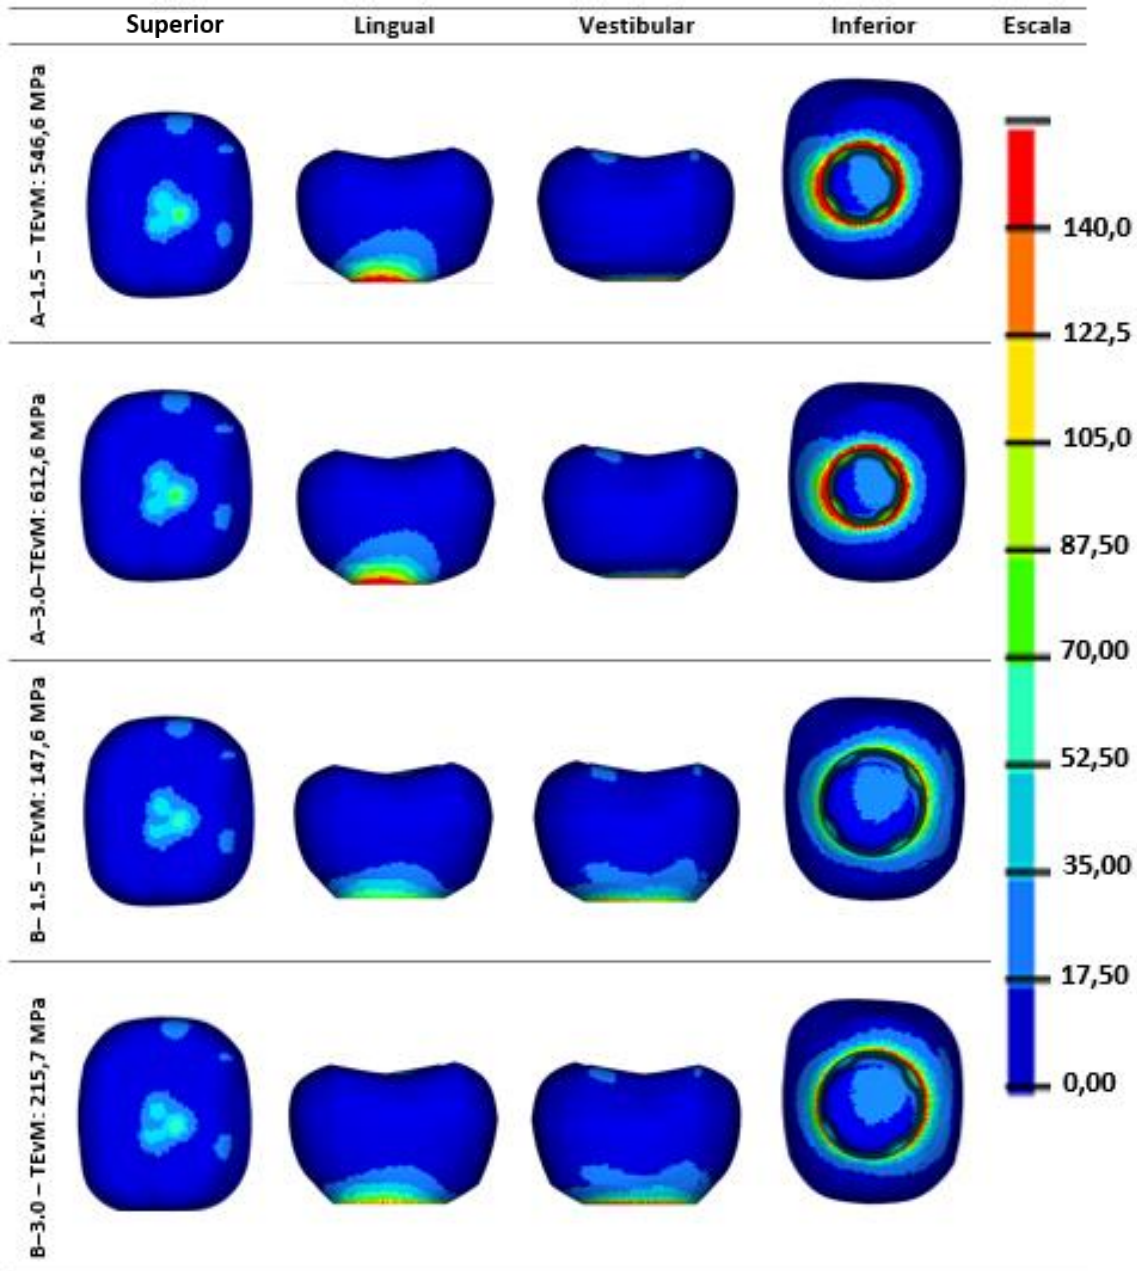 Superior Lingual Vestibular Inferior Escala
A–1.5 – TEvM: 546,6 MPa
A–3.0–TEvM: 612,6 MPa
B– 1.5 – TEvM: 147,6 MPa
B–3.0 – TEvM: 215,7 MPa
140,0
122,5
105,0
87,50
70,00
52,50
35,00
17,50
0,00